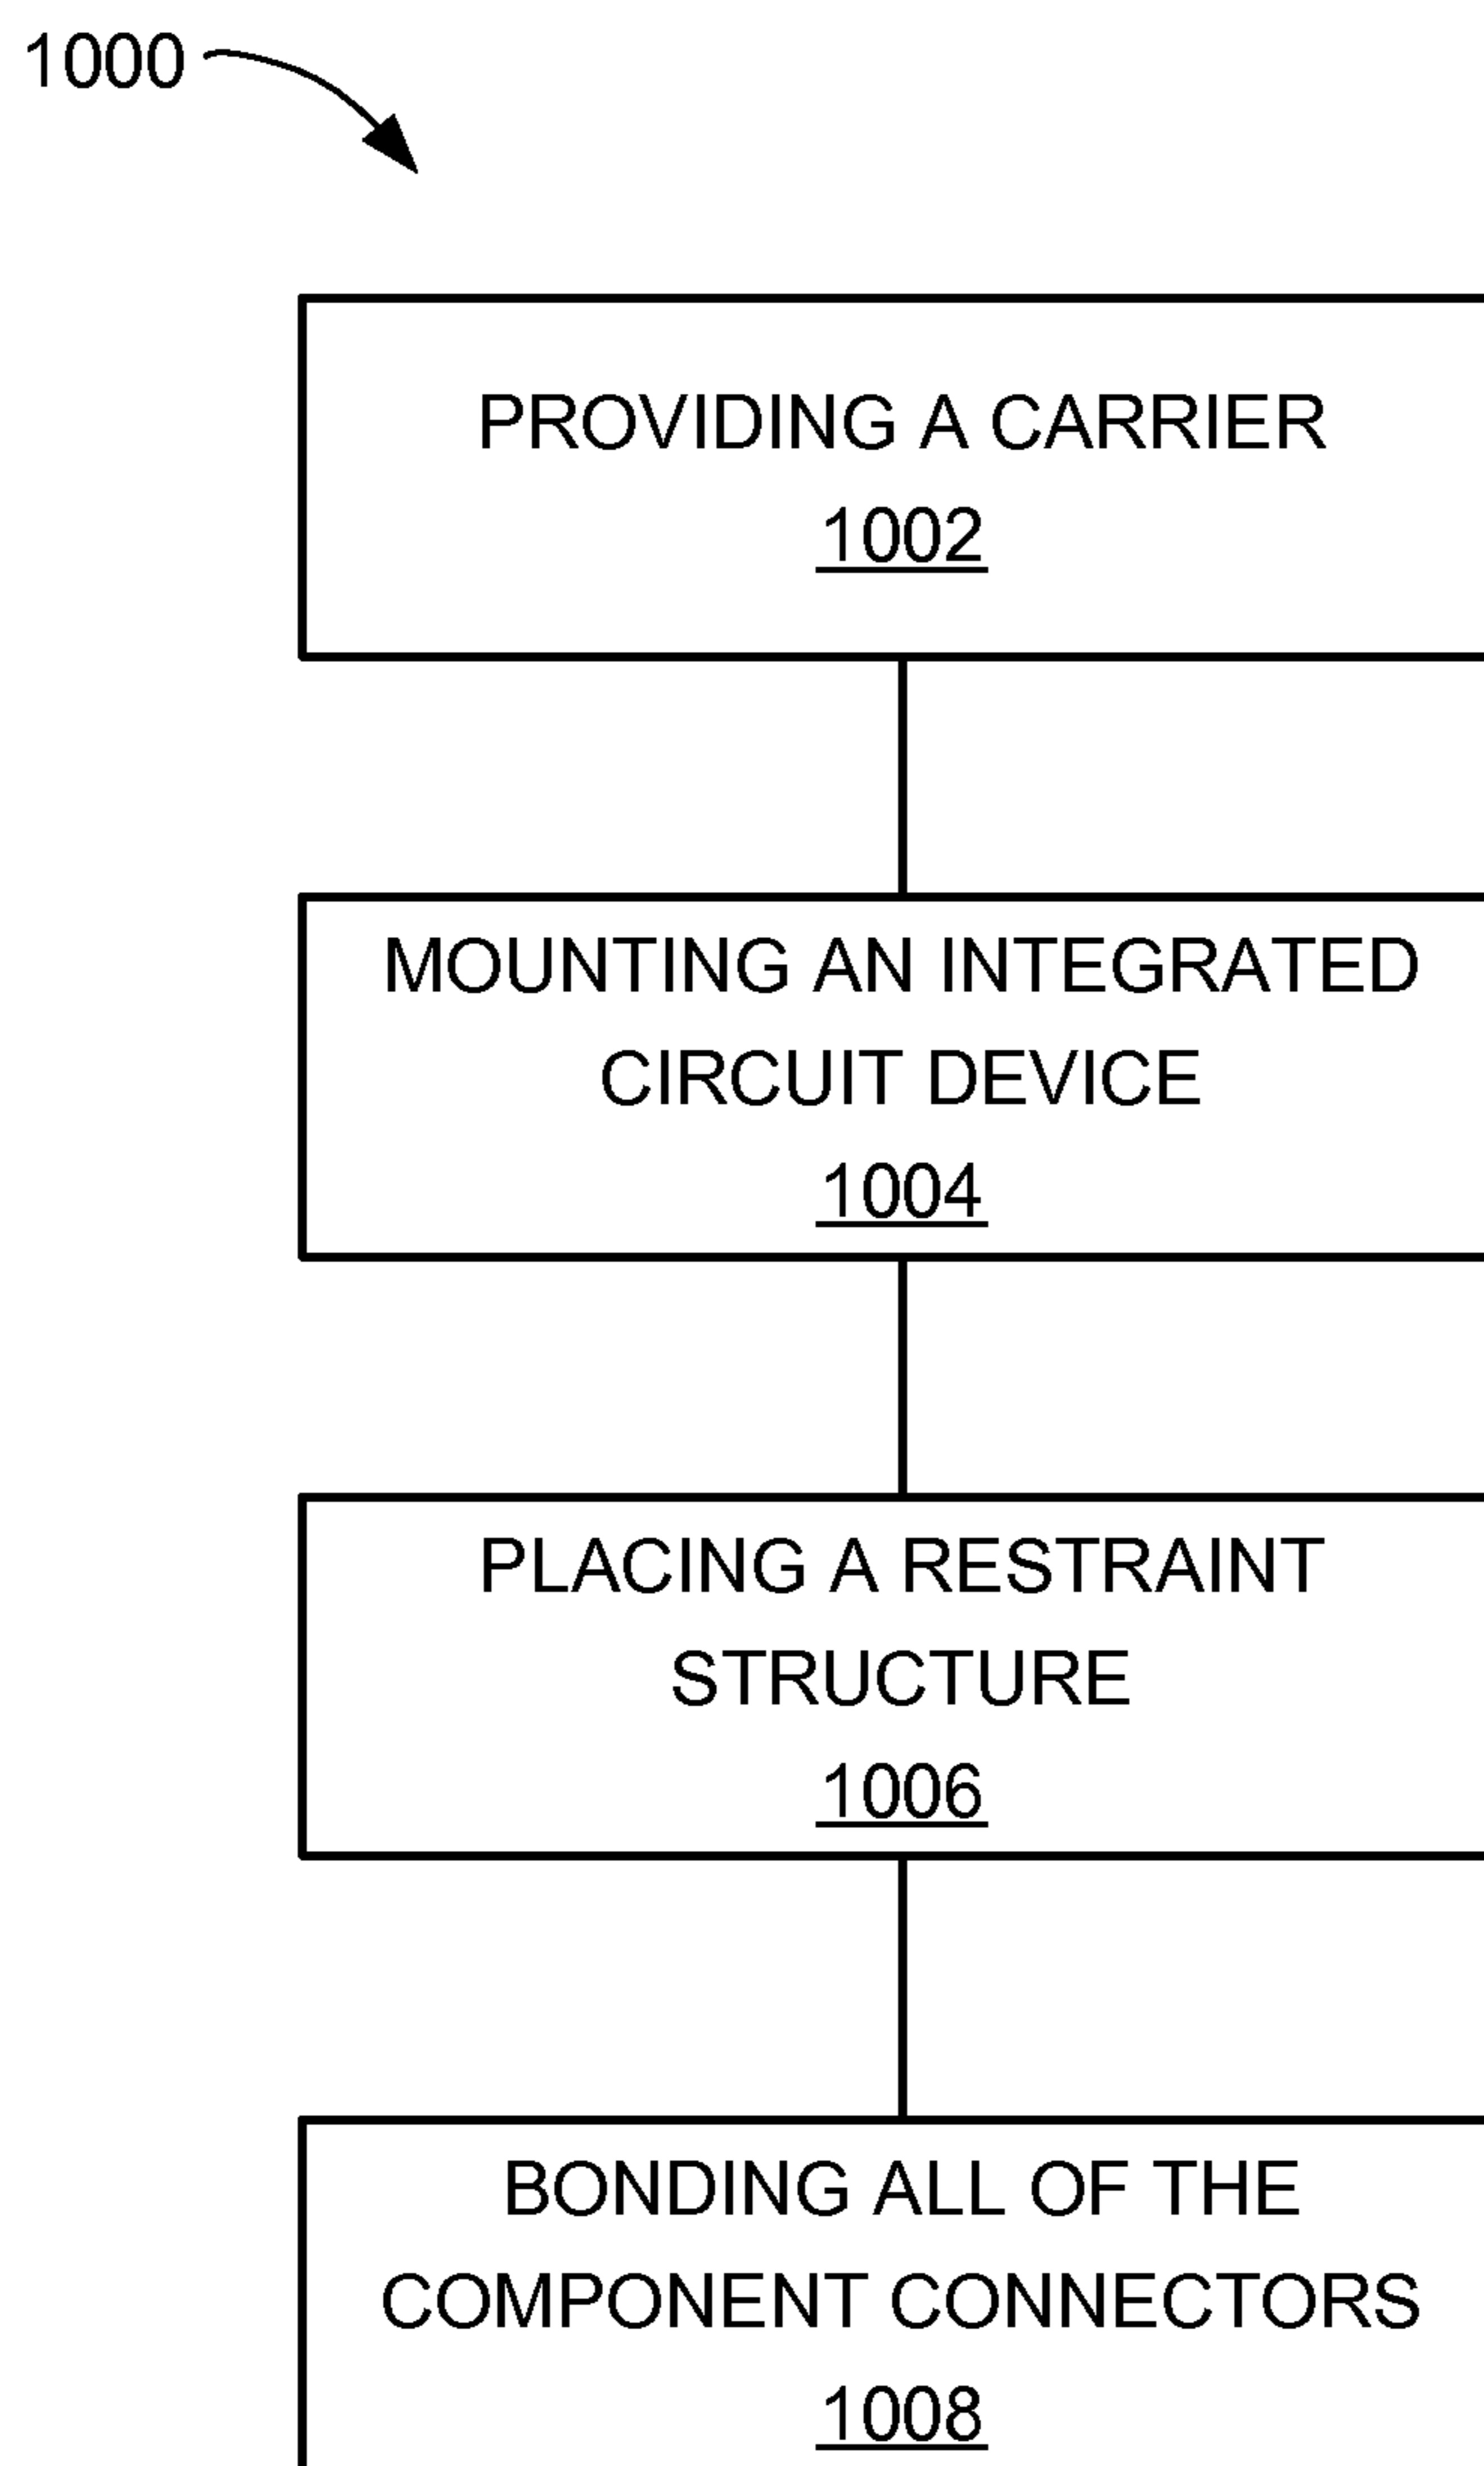 1000
PROVIDING A CARRIER
1002
MOUNTING AN INTEGRATED
CIRCUIT DEVICE
1004
PLACING A RESTRAINT
STRUCTURE
1006
BONDING ALL OF THE
COMPONENT CONNECTORS
1008